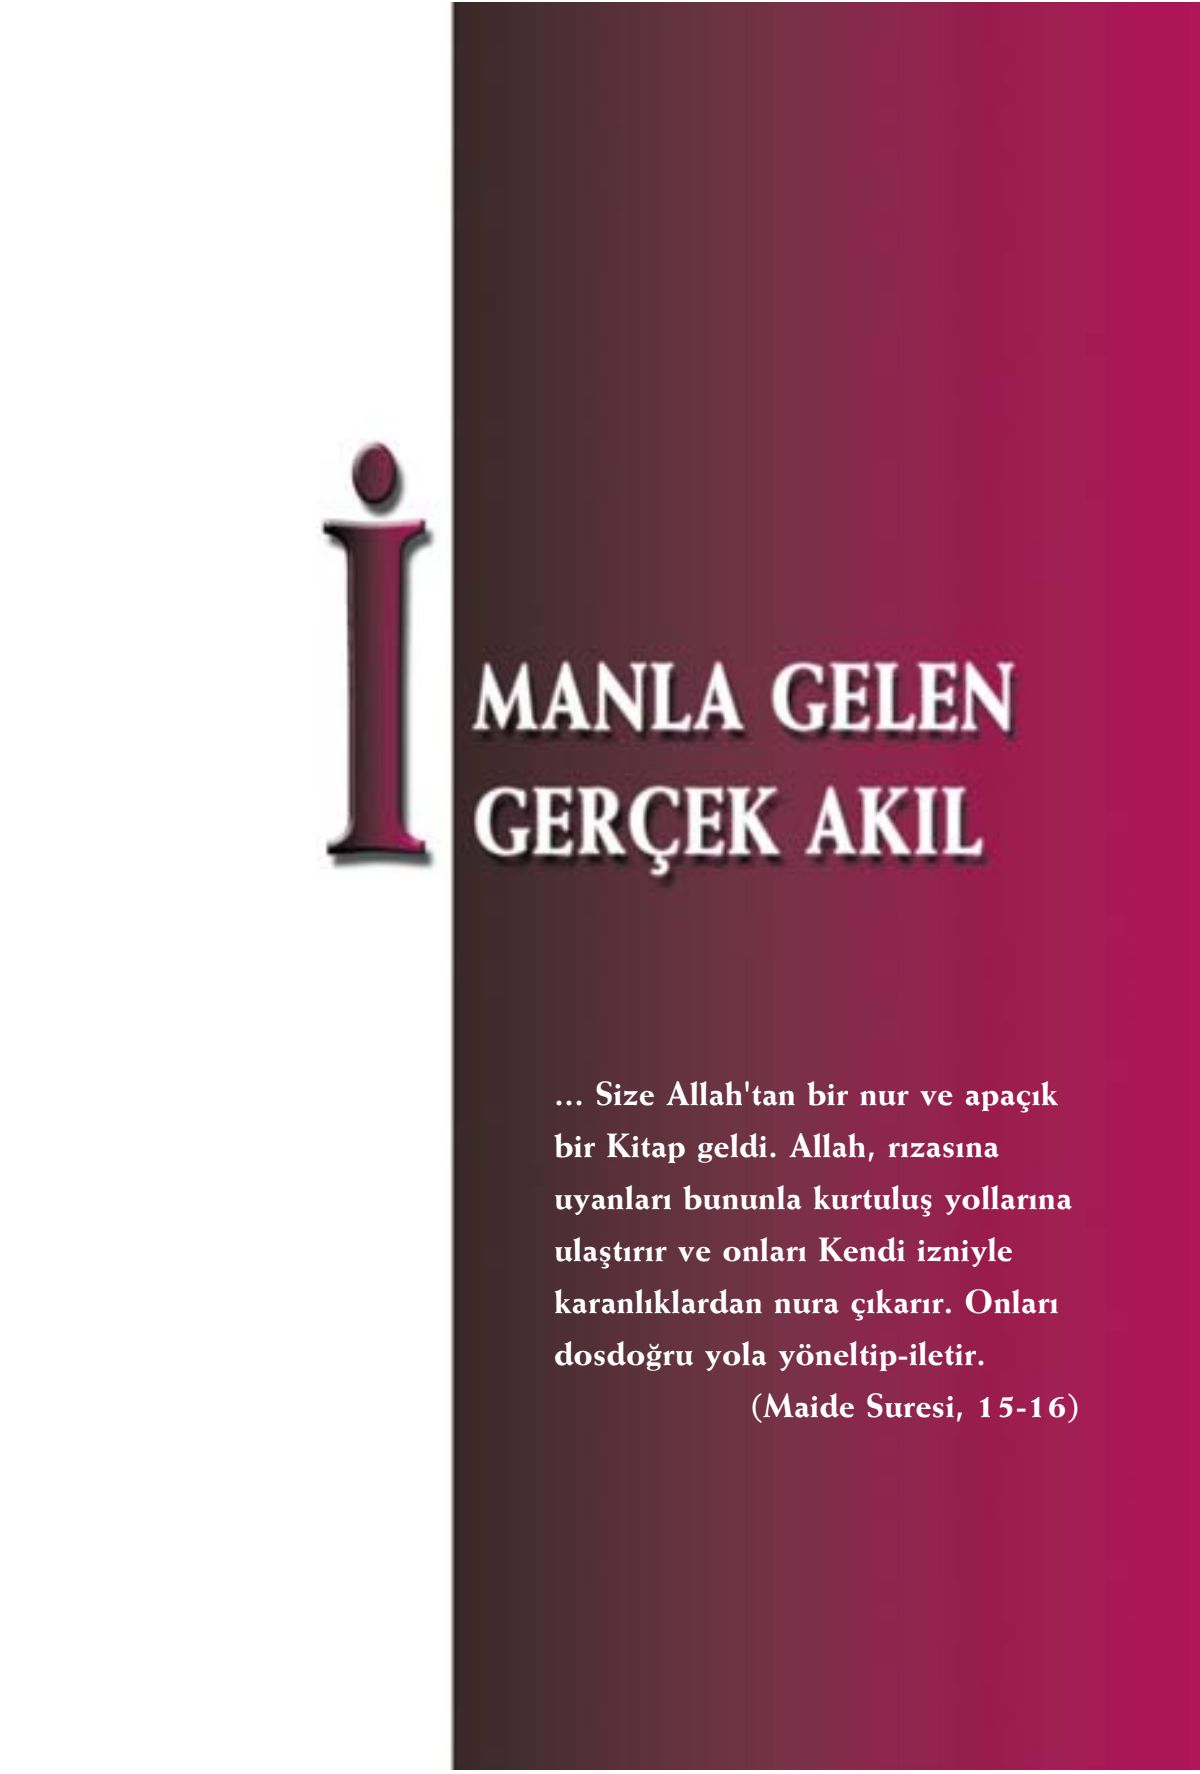 İMANLA GELEN
GERÇEK AKIL
... Size Allah'tan bir nur ve apaçık
bir Kitap geldi. Allah, rızasına
uyanları bununla kurtuluş yollarına
ulaştırır ve onları Kendi izniyle
karanlıklardan nura çıkarır. Onları
dosdoğru yola yöneltip-iletir.
(Maide Suresi, 15-16)